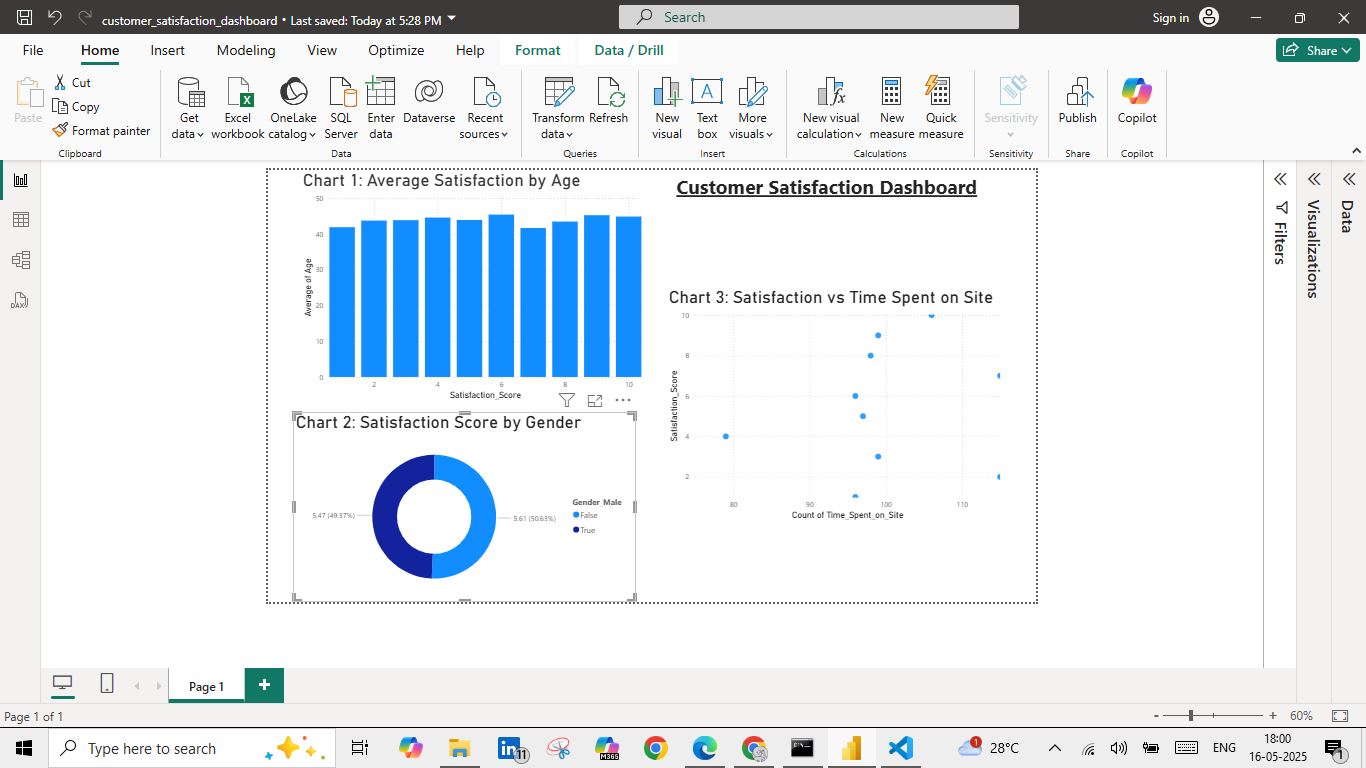 customer_satisfaction_dashboard • Last saved: Today at 5:28 PM
Search
Sign in
File Home Insert Modeling View Optimize Help Format Data / Drill
Share
Paste
Cut
Copy
Format painter
Clipboard
Get data
Excel workbook
OneLake catalog
SQL Server
Enter data
Dataverse
Recent sources
Data
Transform data
Refresh
Queries
New visual
Text box
More visuals
Insert
New visual calculation
New measure
Quick measure
Calculations
Sensitivity
Sensitivity
Publish
Share
Copilot
Copilot
DAX
Chart 1: Average Satisfaction by Age
50
40
30
20
10
0
Average of Age
2 4 6 8 10
Satisfaction_Score
Chart 2: Satisfaction Score by Gender
5.47 (49.37%)
5.61 (50.63%)
Gender_Male
False
True
Customer Satisfaction Dashboard
Chart 3: Satisfaction vs Time Spent on Site
10
8
6
4
2
Satisfaction_Score
80 90 100 110
Count of Time_Spent_on_Site
Filters
Visualizations
Data
Page 1
Page 1 of 1
- + 60%
Type here to search
11
M365
1
28°C
ENG
18:00
16-05-2025
1